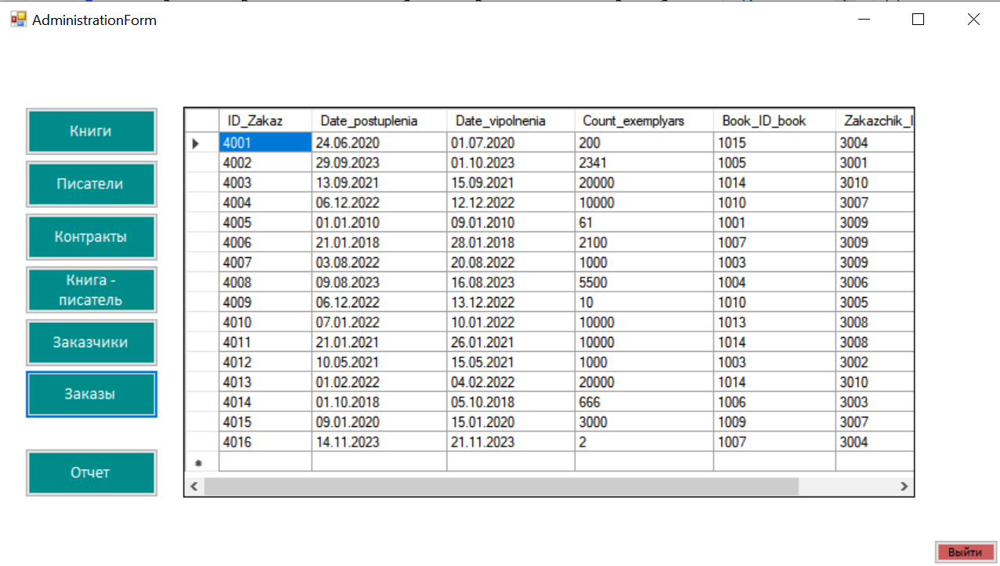 AdministrationForm
Книги
Писатели
Контракты
Книга -
писатель
Заказчики
Заказы
Отчет
ID_Zakaz Date_postuplenia Date_vipolnenia Count_exemplyars Book_ID_book Zakazchik_I
4001 24.06.2020 01.07.2020 200 1015 3004
4002 29.09.2023 01.10.2023 2341 1005 3001
4003 13.09.2021 15.09.2021 20000 1014 3010
4004 06.12.2022 12.12.2022 10000 1010 3007
4005 01.01.2010 09.01.2010 61 1001 3009
4006 21.01.2018 28.01.2018 2100 1007 3009
4007 03.08.2022 20.08.2022 1000 1003 3009
4008 09.08.2023 16.08.2023 5500 1004 3006
4009 06.12.2022 13.12.2022 10 1010 3005
4010 07.01.2022 10.01.2022 10000 1013 3008
4011 21.01.2021 26.01.2021 10000 1014 3008
4012 10.05.2021 15.05.2021 1000 1003 3002
4013 01.02.2022 04.02.2022 20000 1014 3010
4014 01.10.2018 05.10.2018 666 1006 3003
4015 09.01.2020 15.01.2020 3000 1009 3007
4016 14.11.2023 21.11.2023 2 1007 3004
Выйти